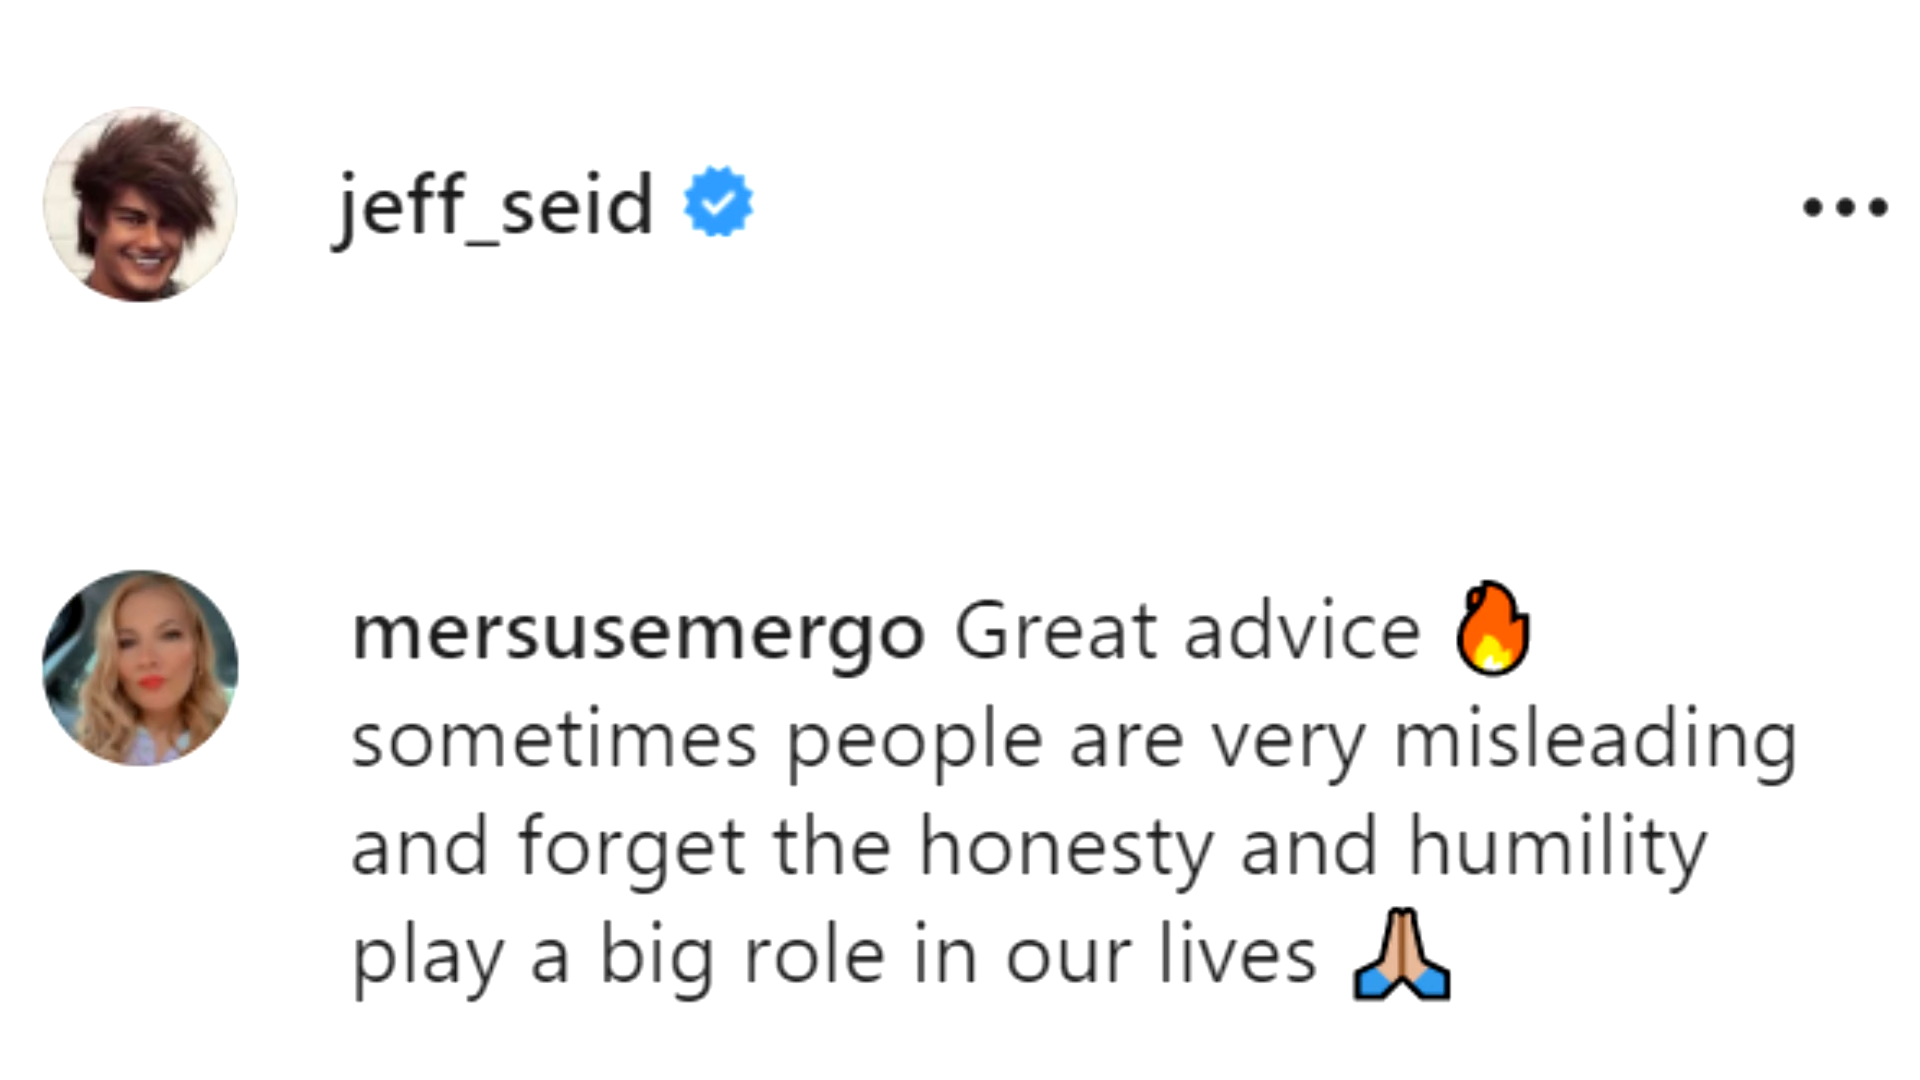 jeff_seid
mersusemergo Great advice 🔥
sometimes people are very misleading
and forget the honesty and humility
play a big role in our lives 🙏🏼